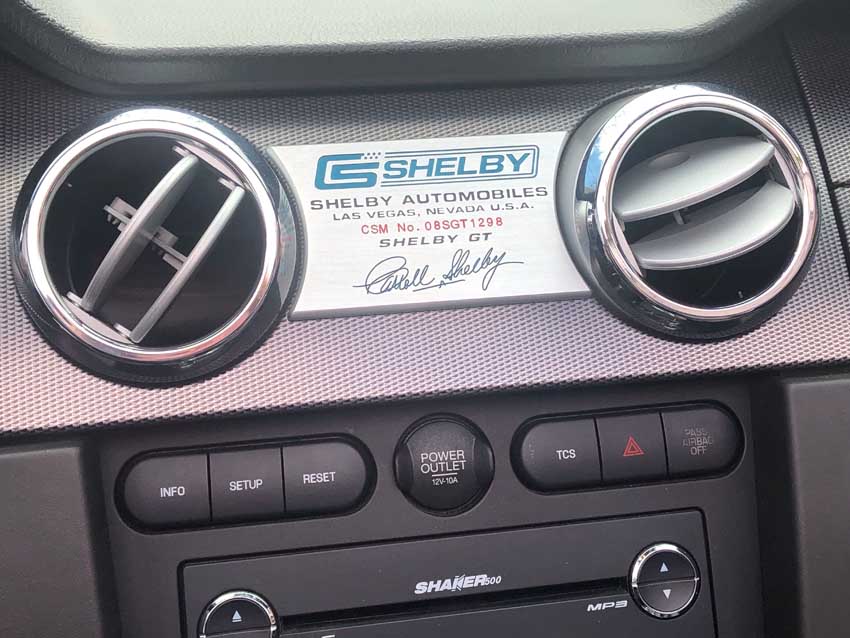 CS SHELBY
SHELBY AUTOMOBILES
LAS VEGAS, NEVADA U.S.A.
CSM No. 08SGT1298
SHELBY GT
Carroll Shelby
INFO
SETUP
RESET
POWER
OUTLET
12V-10A
TCS
PASS
AIRBAG
OFF
SHAKER500
MP3